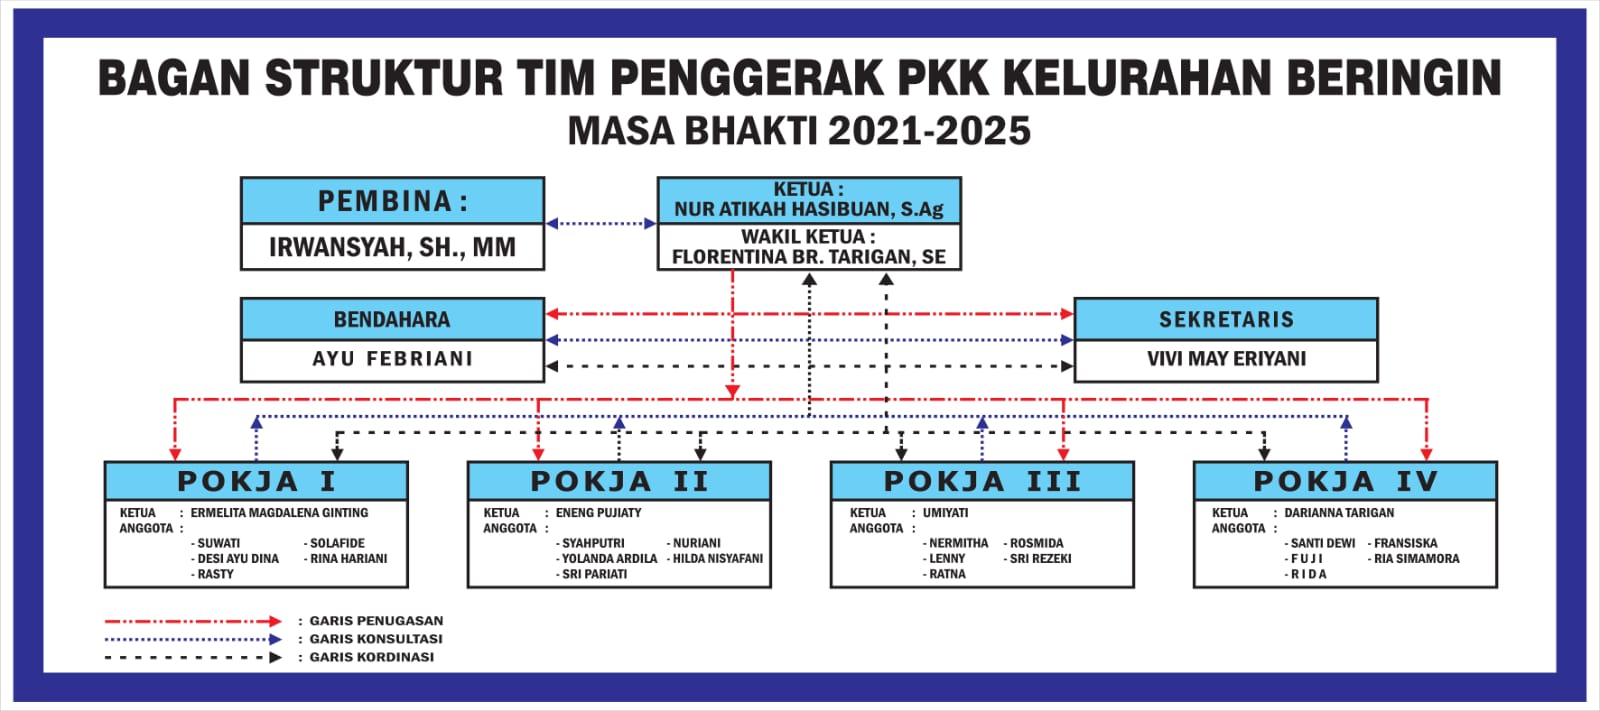 BAGAN STRUKTUR TIM PENGGERAK PKK KELURAHAN BERINGIN
MASA BHAKTI 2021-2025
PEMBINA :
IRWANSYAH, SH., MM
KETUA :
NUR ATIKAH HASIBUAN, S.Ag
WAKIL KETUA :
FLORENTINA BR. TARIGAN, SE
BENDAHARA
AYU FEBRIANI
SEKRETARIS
VIVI MAY ERIYANI
POKJA I
KETUA : ERMELITA MAGDALENA GINTING
ANGGOTA :
- SUWATI - SOLAFIDE
- DESI AYU DINA - RINA HARIANI
- RASTY
POKJA II
KETUA : ENENG PUJIATY
ANGGOTA :
- SYAHPUTRI - NURIANI
- YOLANDA ARDILA - HILDA NISYAFANI
- SRI PARIATI
POKJA III
KETUA : UMIYATI
ANGGOTA :
- NERMITHA - ROSMIDA
- LENNY - SRI REZEKI
- RATNA
POKJA IV
KETUA : DARIANNA TARIGAN
ANGGOTA :
- SANTI DEWI - FRANSISKA
- F U J I - RIA SIMAMORA
- R I D A
: GARIS PENUGASAN
: GARIS KONSULTASI
: GARIS KORDINASI